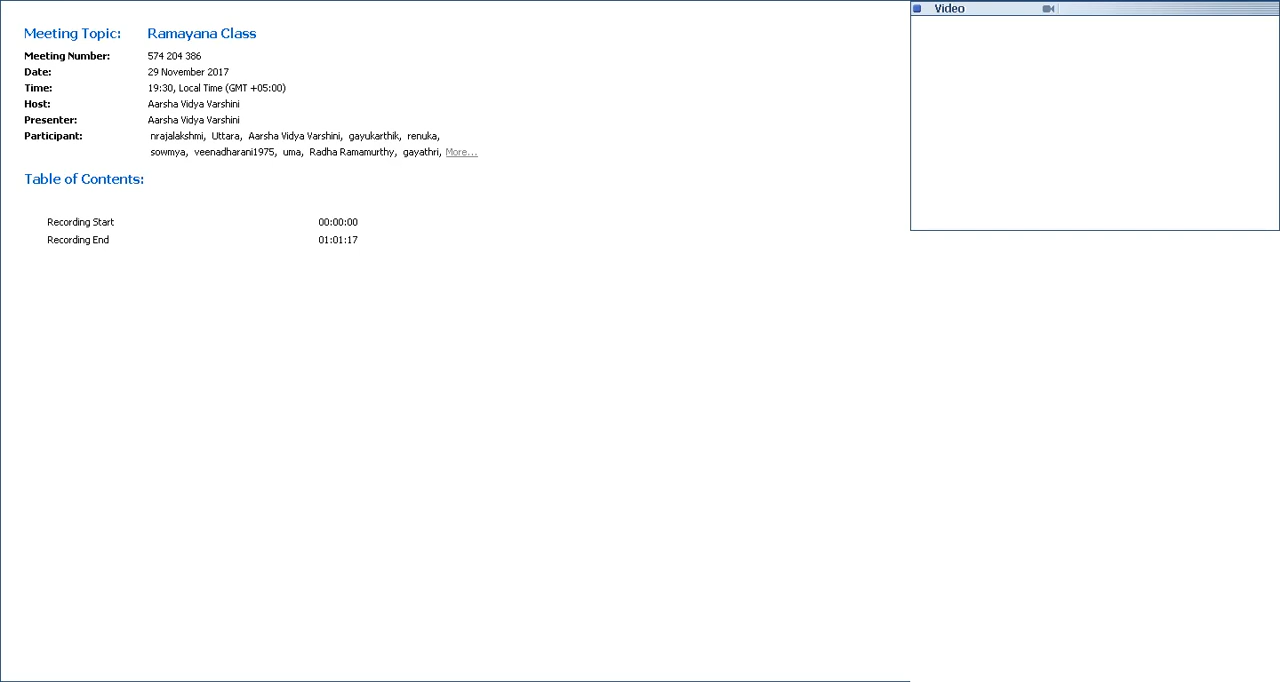 Meeting Topic: Ramayana Class
Meeting Number: 574 204 386
Date: 29 November 2017
Time: 19:30, Local Time (GMT +05:00)
Host: Aarsha Vidya Varshini
Presenter: Aarsha Vidya Varshini
Participant: nrajalakshmi, Uttara, Aarsha Vidya Varshini, gayukarthik, renuka,
sowmya, veenadharani1975, uma, Radha Ramamurthy, gayathri, More...
Table of Contents:
Recording Start 00:00:00
Recording End 01:01:17
Video